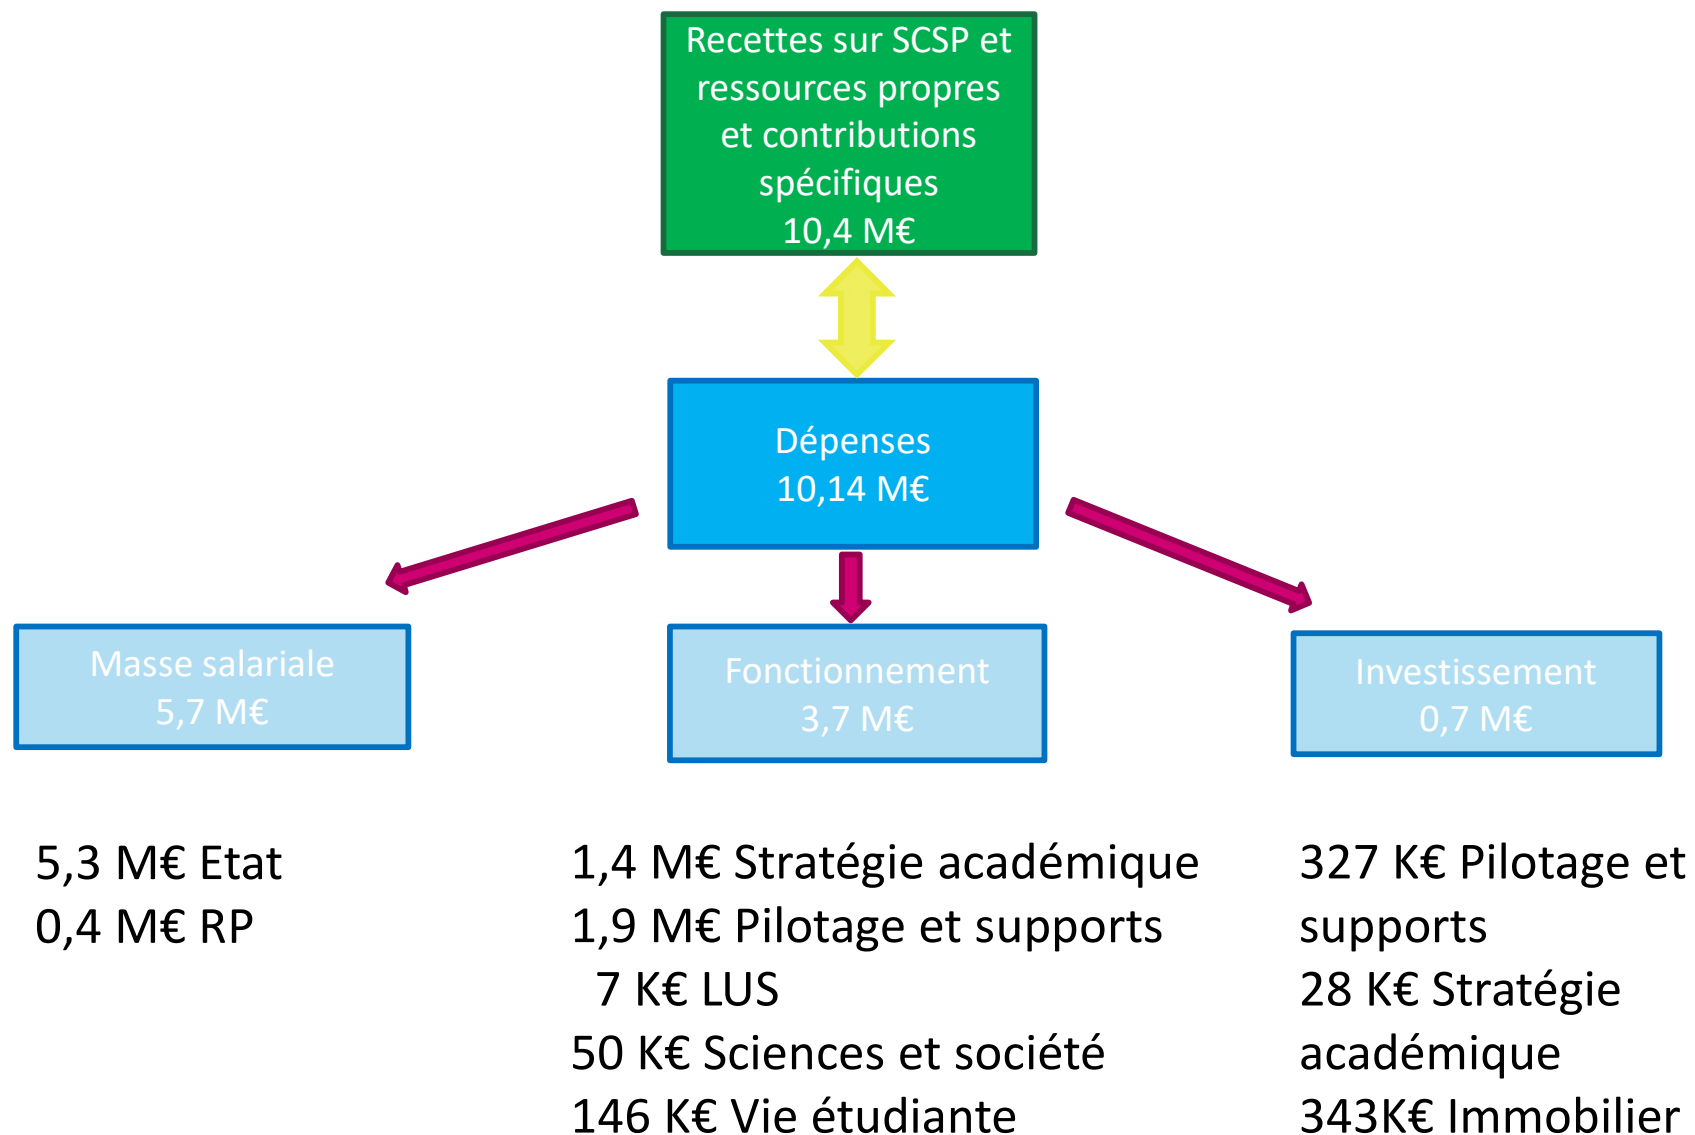 Recettes sur SCSP et
ressources propres
et contributions
spécifiques
10,4 M€
Dépenses
10,14 M€
Masse salariale
5,7 M€
Fonctionnement
3,7 M€
Investissement
0,7 M€
5,3 M€ Etat
0,4 M€ RP
1,4 M€ Stratégie académique
1,9 M€ Pilotage et supports
7 K€ LUS
50 K€ Sciences et société
146 K€ Vie étudiante
327 K€ Pilotage et
supports
28 K€ Stratégie
académique
343K€ Immobilier